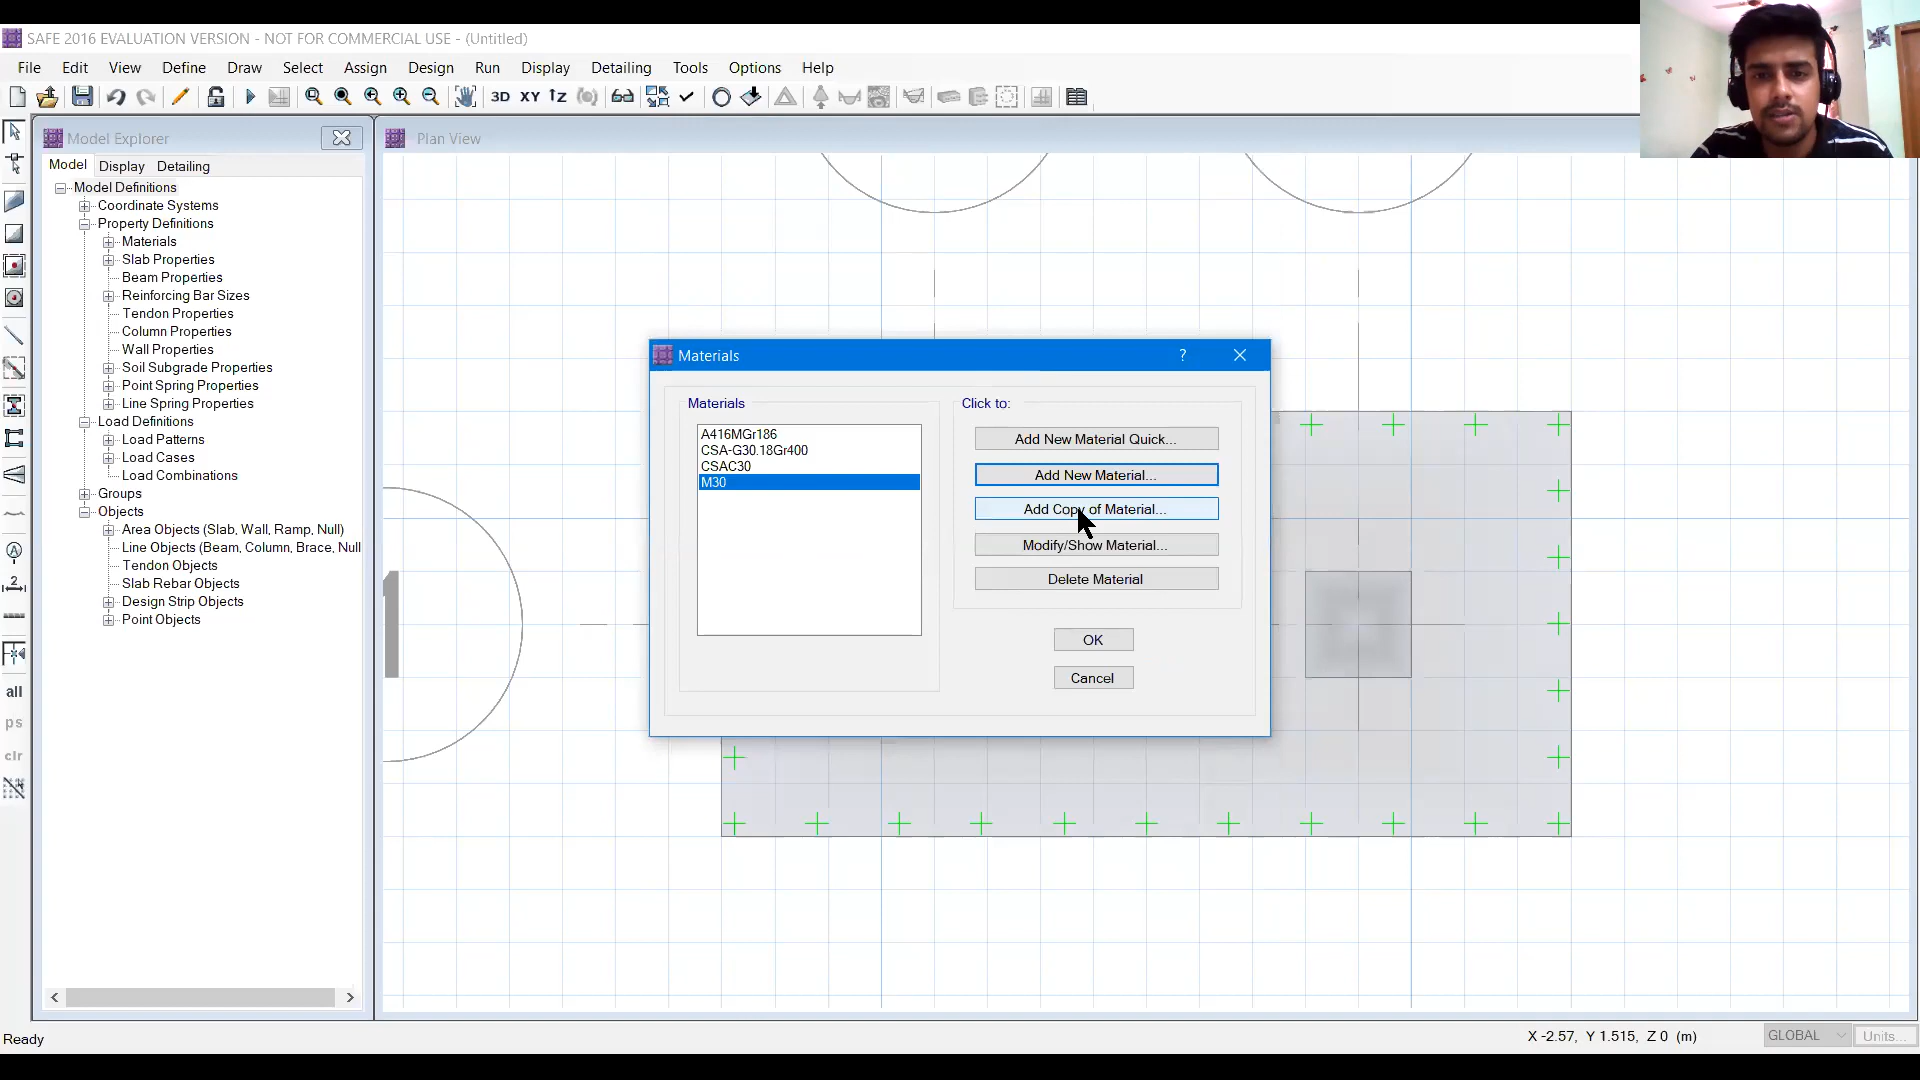 SAFE 2016 EVALUATION VERSION - NOT FOR COMMERCIAL USE - (Untitled)
File Edit View Define Draw Select Assign Design Run Display Detailing Tools Options Help
3D XY
Model Explorer
Plan View
Model Display Detailing
Model Definitions
Coordinate Systems
Property Definitions
Materials
Slab Properties
Beam Properties
Reinforcing Bar Sizes
Tendon Properties
Column Properties
Wall Properties
Soil Subgrade Properties
Point Spring Properties
Line Spring Properties
Load Definitions
Load Patterns
Load Cases
Load Combinations
Groups
Objects
Area Objects (Slab, Wall, Ramp, Null)
Line Objects (Beam, Column, Brace, Null
Tendon Objects
Slab Rebar Objects
Design Strip Objects
Point Objects
all
ps
clr
1
Materials
?
Materials
Click to:
A416MGr186
CSA-G30.18Gr400
CSAC30
M30
Add New Material Quick...
Add New Material...
Add Copy of Material...
Modify/Show Material...
Delete Material
OK
Cancel
Ready
X -2.57, Y 1.515, Z 0 (m)
GLOBAL
Units...